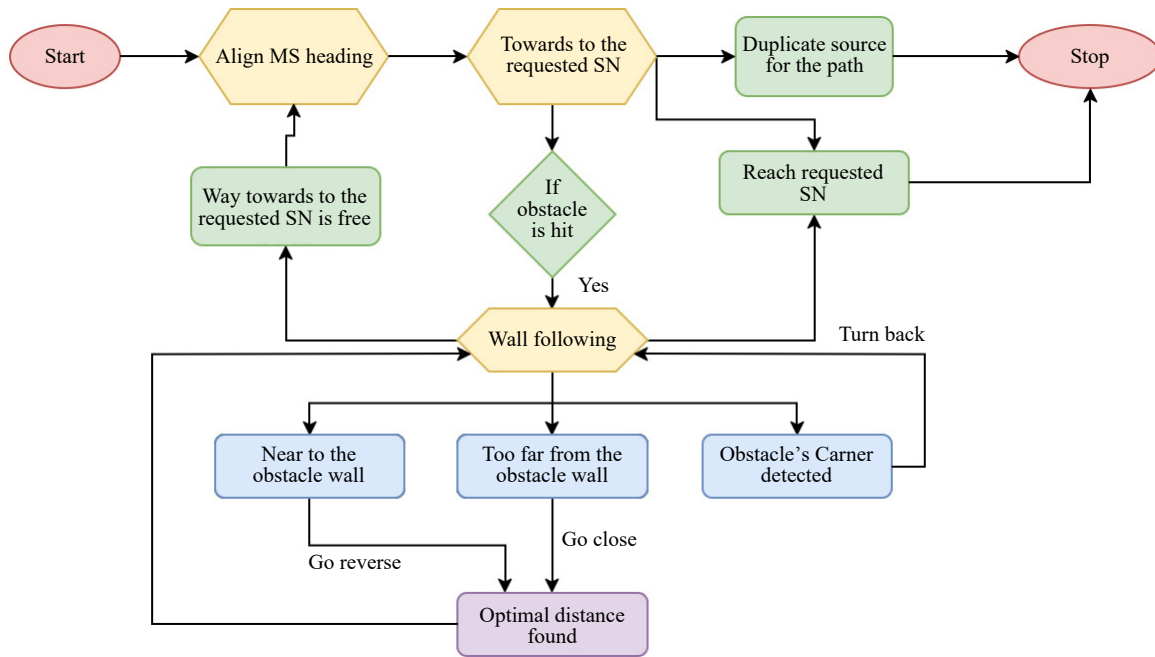 Start
Align MS heading
Towards to the
requested SN
Duplicate source
for the path
Stop
Way towards to the
requested SN is free
If
obstacle
is hit
Reach requested
SN
Yes
Wall following
Turn back
Near to the
obstacle wall
Too far from the
obstacle wall
Obstacle’s Carner
detected
Go reverse
Go close
Optimal distance
found